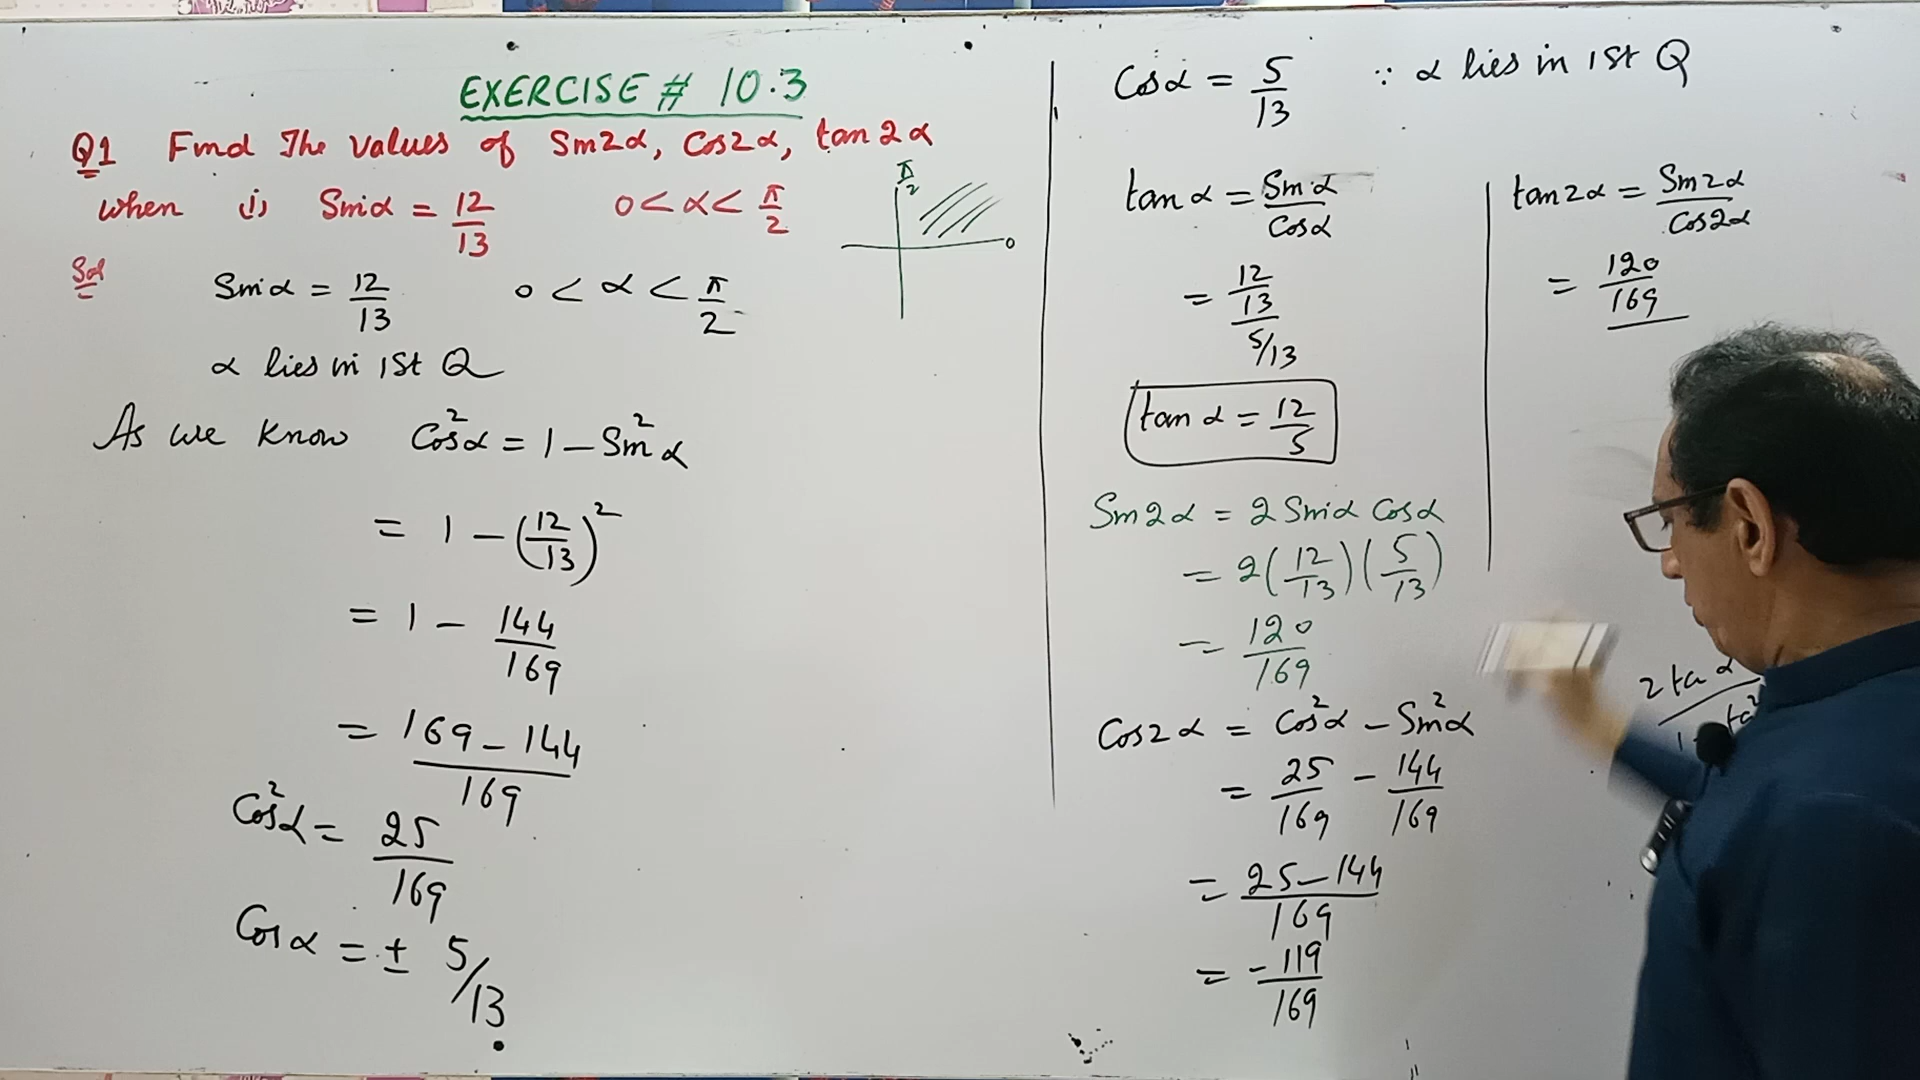 EXERCISE # 10.3
Q1 Find The values of Sin2α, Cos2α, tan2α
when (i) Sinα = 12/13 0 < α < π/2
π/2
0
Sol
Sinα = 12/13 0 < α < π/2
α lies in 1st Q
As we know Cos²α = 1 - Sin²α
= 1 - (12/13)²
= 1 - 144/169
= 169 - 144/169
Cos²α = 25/169
Cosα = ± 5/13
Cosα = 5/13 ∵ α lies in 1st Q
tanα = Sinα/Cosα
= 12/13/5/13
tanα = 12/5
Sin2α = 2 Sinα Cosα
= 2(12/13)(5/13)
= 120/169
Cos2α = Cos²α - Sin²α
= 25/169 - 144/169
= 25 - 144/169
= -119/169
tan2α = Sin2α/Cos2α
= 120/169
2 ta α
1 - ta²